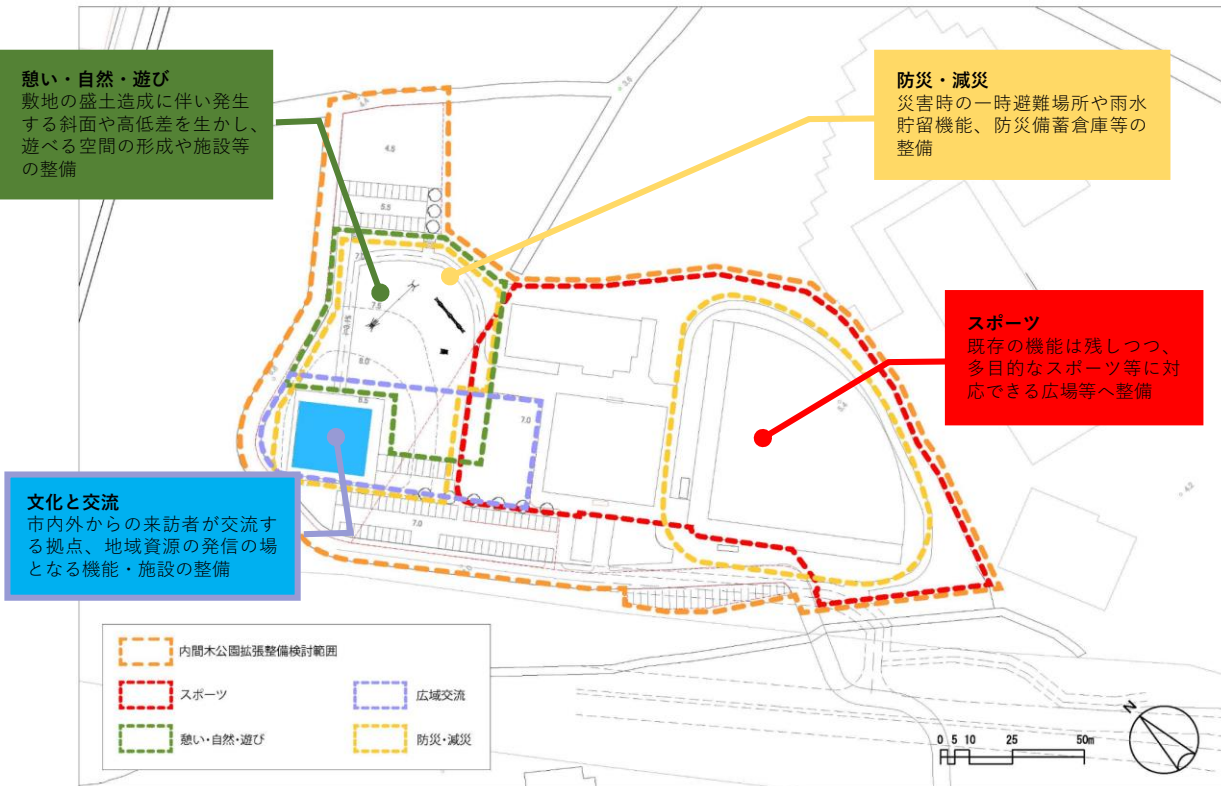 憩い・自然・遊び
敷地の盛土造成に伴い発生
する斜面や高低差を生かし、
遊べる空間の形成や施設等
の整備
防災・減災
災害時の一時避難場所や雨水
貯留機能、防災備蓄倉庫等の
整備
スポーツ
既存の機能は残しつつ、
多目的なスポーツ等に対
応できる広場等へ整備
文化と交流
市内外からの来訪者が交流す
る拠点、地域資源の発信の場
となる機能・施設の整備
4.4
3.6
4.5
5.5
7.5
6.0
6.5
7.0
7.0
5.4
4.2
内間木公園拡張整備検討範囲
スポーツ
広域交流
憩い・自然・遊び
防災・減災
0 5 10 25 50m
N